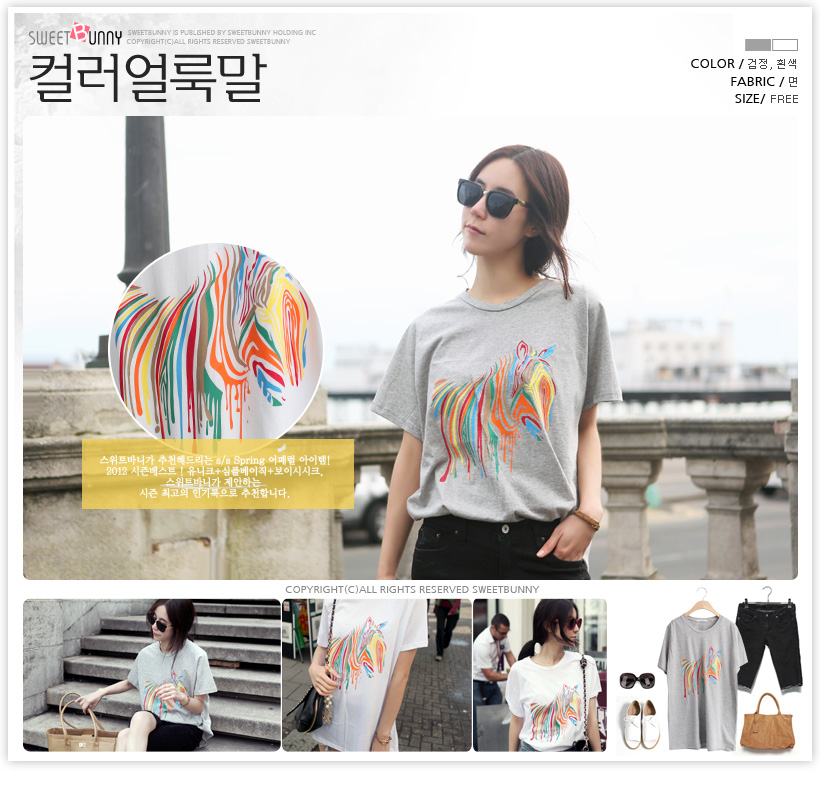 SWEETBUNNY
SWEETBUNNY IS PUBLISHED BY SWEETBUNNY HOLDING INC
COPYRIGHT(C)ALL RIGHTS RESERVED SWEETBUNNY
컬러얼룩말
COLOR / 검정, 흰색
FABRIC / 면
SIZE/ FREE
스위트바니가 추천해드리는 s/s Spring 어페럴 아이템!
2012 시즌베스트 ! 유니크+심플베이직+보이시시크,
스위트바니가 제안하는
시즌 최고의 인기룩으로 추천합니다.
COPYRIGHT(C)ALL RIGHTS RESERVED SWEETBUNNY